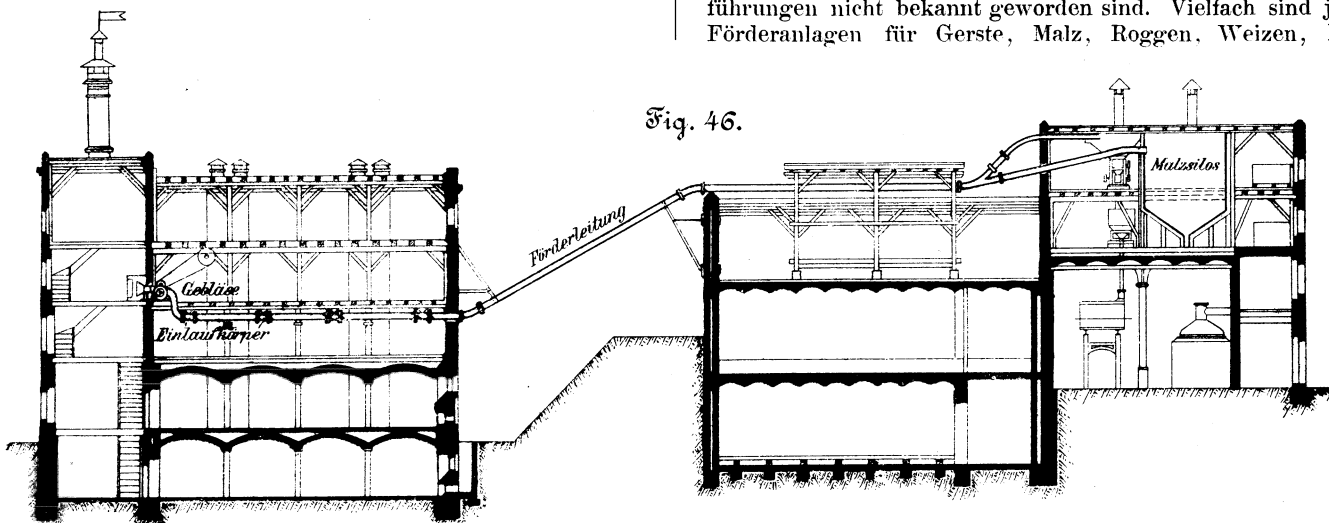 führungen nicht bekannt geworden sind. Vielfach sind j
Förderanlagen für Gerste, Malz, Roggen, Weizen,
Fig. 46.
Malzsilos
Förderleitung
Gebläse
Einlaufkörper